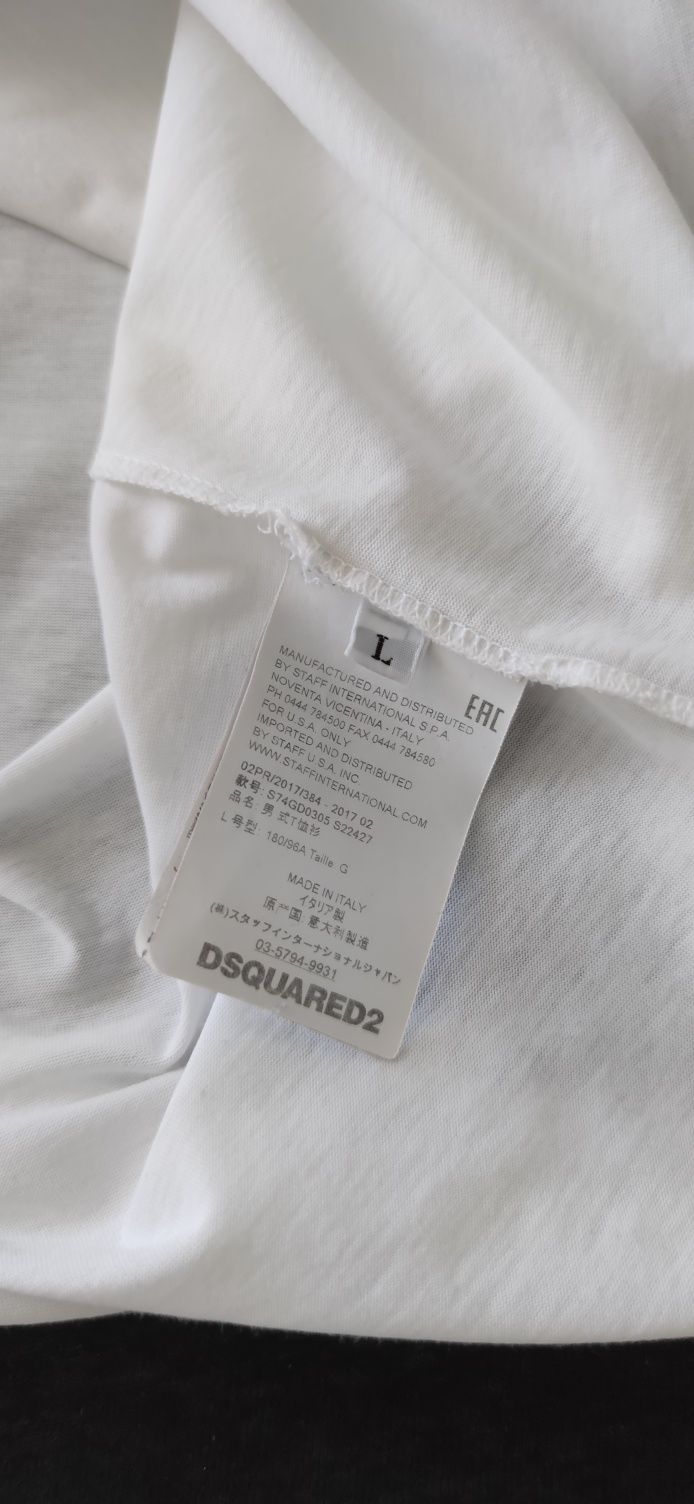 L
EAC
MANUFACTURED AND DISTRIBUTED
BY STAFF INTERNATIONAL S.P.A.
NOVENTA VICENTINA - ITALY
PH 0444 784500 FAX 0444 784580
FOR U.S.A. ONLY
IMPORTED AND DISTRIBUTED
BY STAFF U.S.A. INC
WWW.STAFFINTERNATIONAL.COM
02PR/2017/384 - 2017 02
款号: S74GD0305 S22427
品名: 男式T恤衫
L 号型: 180/96A Taille G
MADE IN ITALY
イタリア製
原产国 意大利製造
(株)スタッフインターナショナルジャパン
03-5794-9931
DSQUARED2